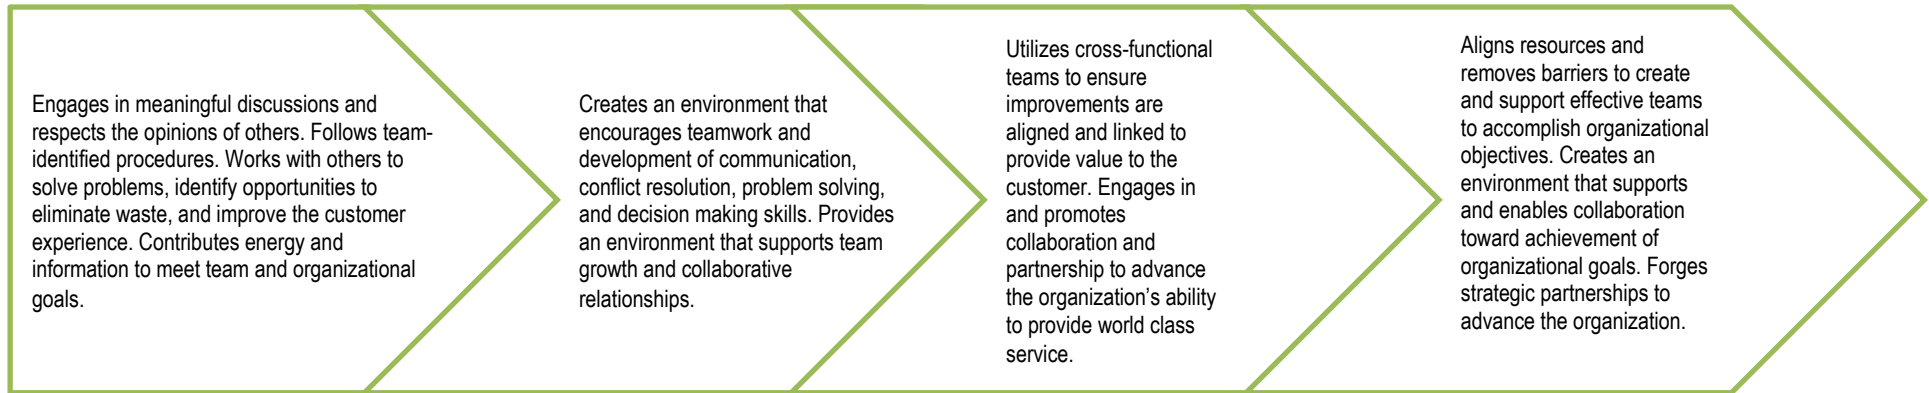 Engages in meaningful discussions and
respects the opinions of others. Follows team-
identified procedures. Works with others to
solve problems, identify opportunities to
eliminate waste, and improve the customer
experience. Contributes energy and
information to meet team and organizational
goals.
Creates an environment that
encourages teamwork and
development of communication,
conflict resolution, problem solving,
and decision making skills. Provides
an environment that supports team
growth and collaborative
relationships.
Utilizes cross-functional
teams to ensure
improvements are
aligned and linked to
provide value to the
customer. Engages in
and promotes
collaboration and
partnership to advance
the organization’s ability
to provide world class
service.
Aligns resources and
removes barriers to create
and support effective teams
to accomplish organizational
objectives. Creates an
environment that supports
and enables collaboration
toward achievement of
organizational goals. Forges
strategic partnerships to
advance the organization.